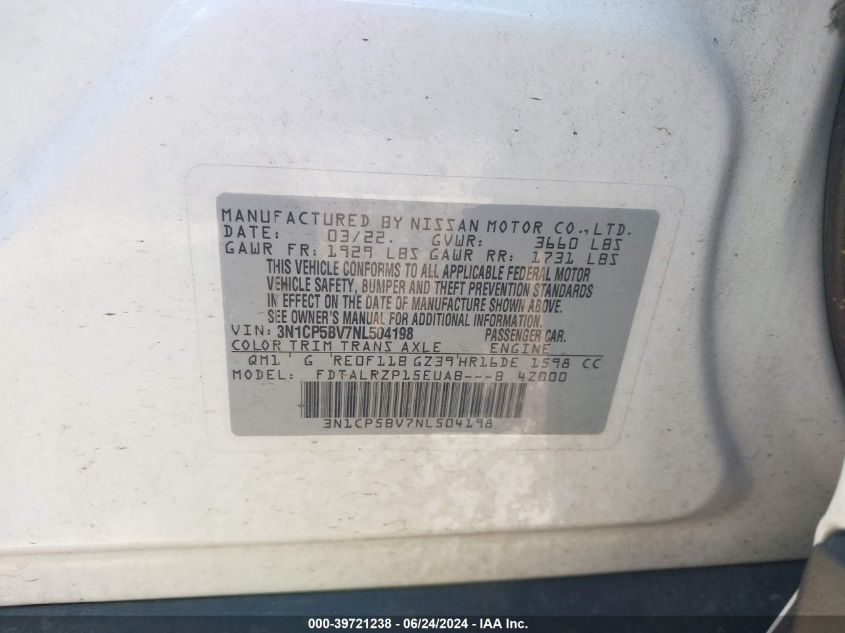 MANUFACTURED BY NISSAN MOTOR CO., LTD.
DATE: 03/22. GVWR: 3660 LBS
GAWR FR: 1929 LBS GAWR RR: 1731 LBS
THIS VEHICLE CONFORMS TO ALL APPLICABLE FEDERAL MOTOR
VEHICLE SAFETY, BUMPER AND THEFT PREVENTION STANDARDS
IN EFFECT ON THE DATE OF MANUFACTURE SHOWN ABOVE.
SEE OWNER'S MANUAL FOR ADDITIONAL INFORMATION
VIN: 3N1CP5BV7NL504198 PASSENGER CAR.
COLOR TRIM TRANS AXLE ENGINE
QM1 G RE0F11B GZ39 HR16DE 1598 CC
MODEL: FDTALRZP15EUA8---B 4Z000
3N1CP5BV7NL504198
000-39721238 - 06/24/2024 - IAA Inc.